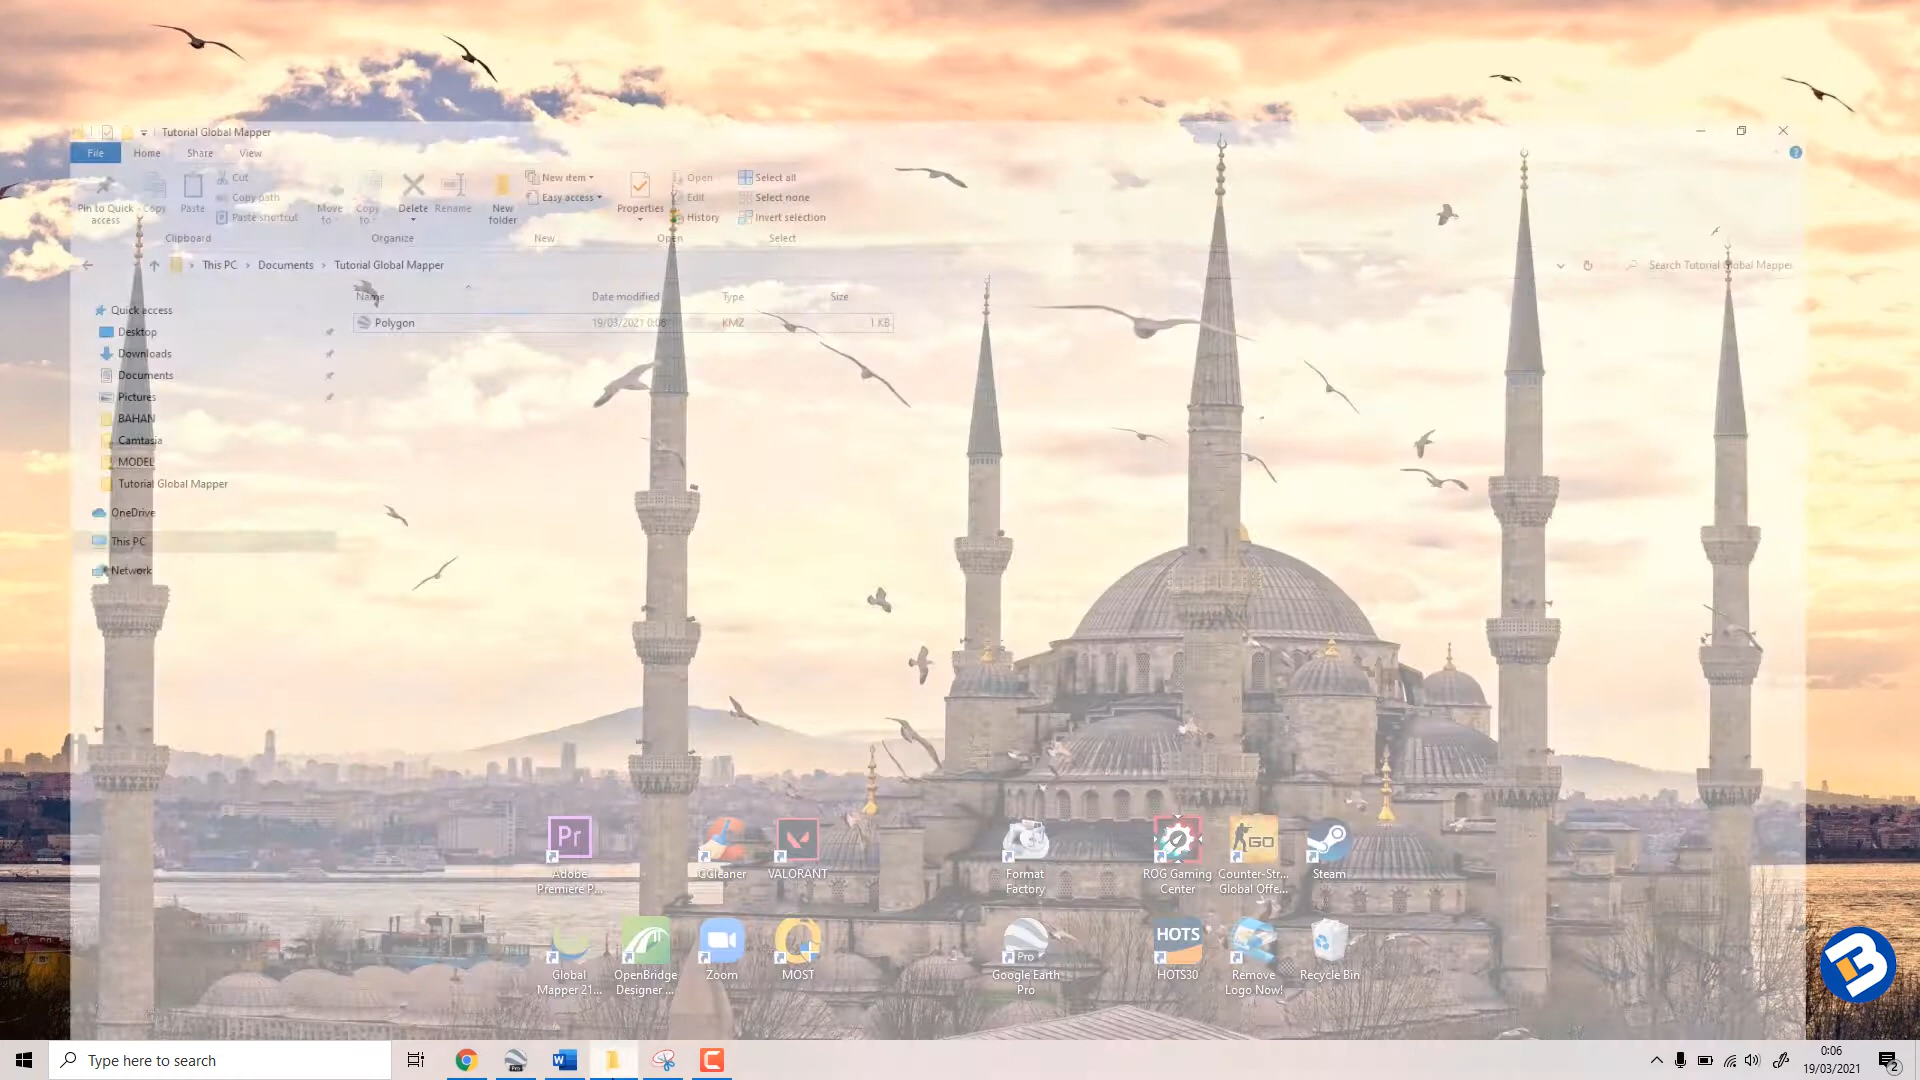 Tutorial Global Mapper
File Home Share View
Pin to Quick access
Copy
Paste
Cut
Copy path
Paste shortcut
Clipboard
Move to
Copy to
Delete
Rename
Organize
New folder
New item
Easy access
New
Properties
Open
Edit
History
Open
Select all
Select none
Invert selection
Select
This PC > Documents > Tutorial Global Mapper
Search Tutorial Global Mapper
Name Date modified Type Size
Polygon 19/03/2021 0:06 KMZ 1 KB
Quick access
Desktop
Downloads
Documents
Pictures
BAHAN
Camtasia
MODEL
Tutorial Global Mapper
OneDrive
This PC
Network
Pr
GO
Adobe
Premiere P...
CCleaner
VALORANT
Format
Factory
ROG Gaming
Center
Counter-Str...
Global Offe...
Steam
Pro
HOTS
Global
Mapper 21...
OpenBridge
Designer ...
Zoom
MOST
Google Earth
Pro
HOTS30
Remove
Logo Now!
Recycle Bin
B
Type here to search
Pro
W
C
0:06
19/03/2021
2